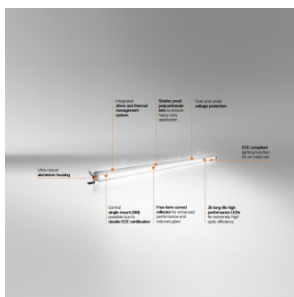 Integrated
driver and thermal
management
system
Shatter proof
polycarbonate
lens to endure
heavy-duty
application
Over and under
voltage protection
ECE compliant
lighting function
for on-road use
Ultra robust
aluminium housing
Central
single mount (SM)
possible due to
double ECE certification
Free-form curved
reflector for enhanced
performance and
reduced glare
long life high
performance LEDs
for extremely high
optic efficiency